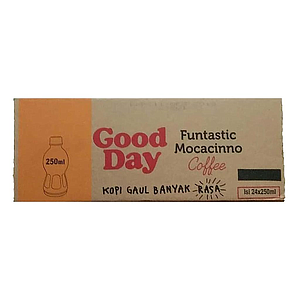 250ml
Good
Day
Funtastic
Mocacinno
Coffee
KOPI GAUL BANYAK RASA
Isi 24x250ml